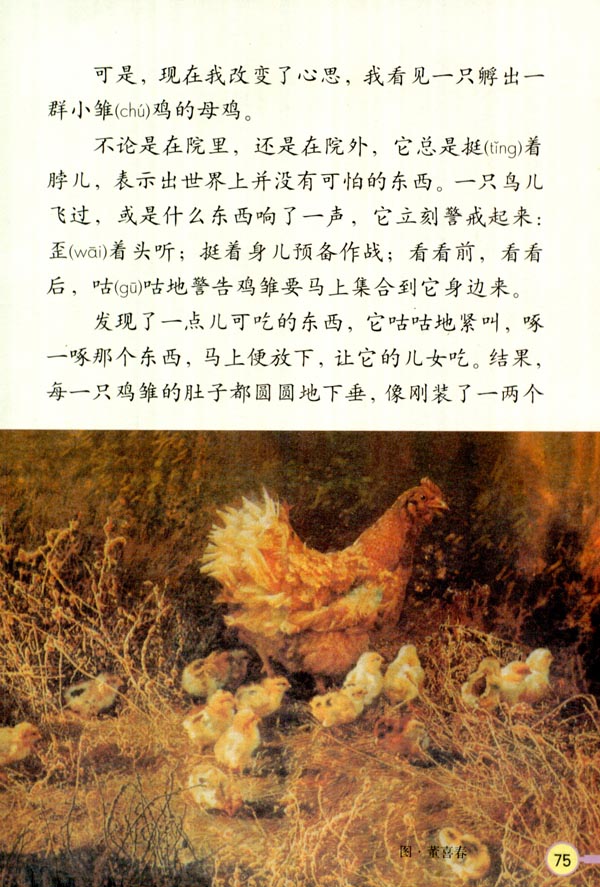 可是，现在我改变了心思，我看见一只孵出一
群小雏(chú)鸡的母鸡。
不论是在院里，还是在院外，它总是挺(tǐng)着
脖儿，表示出世界上并没有可怕的东西。一只鸟儿
飞过，或是什么东西响了一声，它立刻警戒起来：
歪(wāi)着头听；挺着身儿预备作战；看看前，看看
后，咕(gū)咕地警告鸡雏要马上集合到它身边来。
发现了一点儿可吃的东西，它咕咕地紧叫，啄
一啄那个东西，马上便放下，让它的儿女吃。结果，
每一只鸡雏的肚子都圆圆地下垂，像刚装了一两个
图·董喜春
75